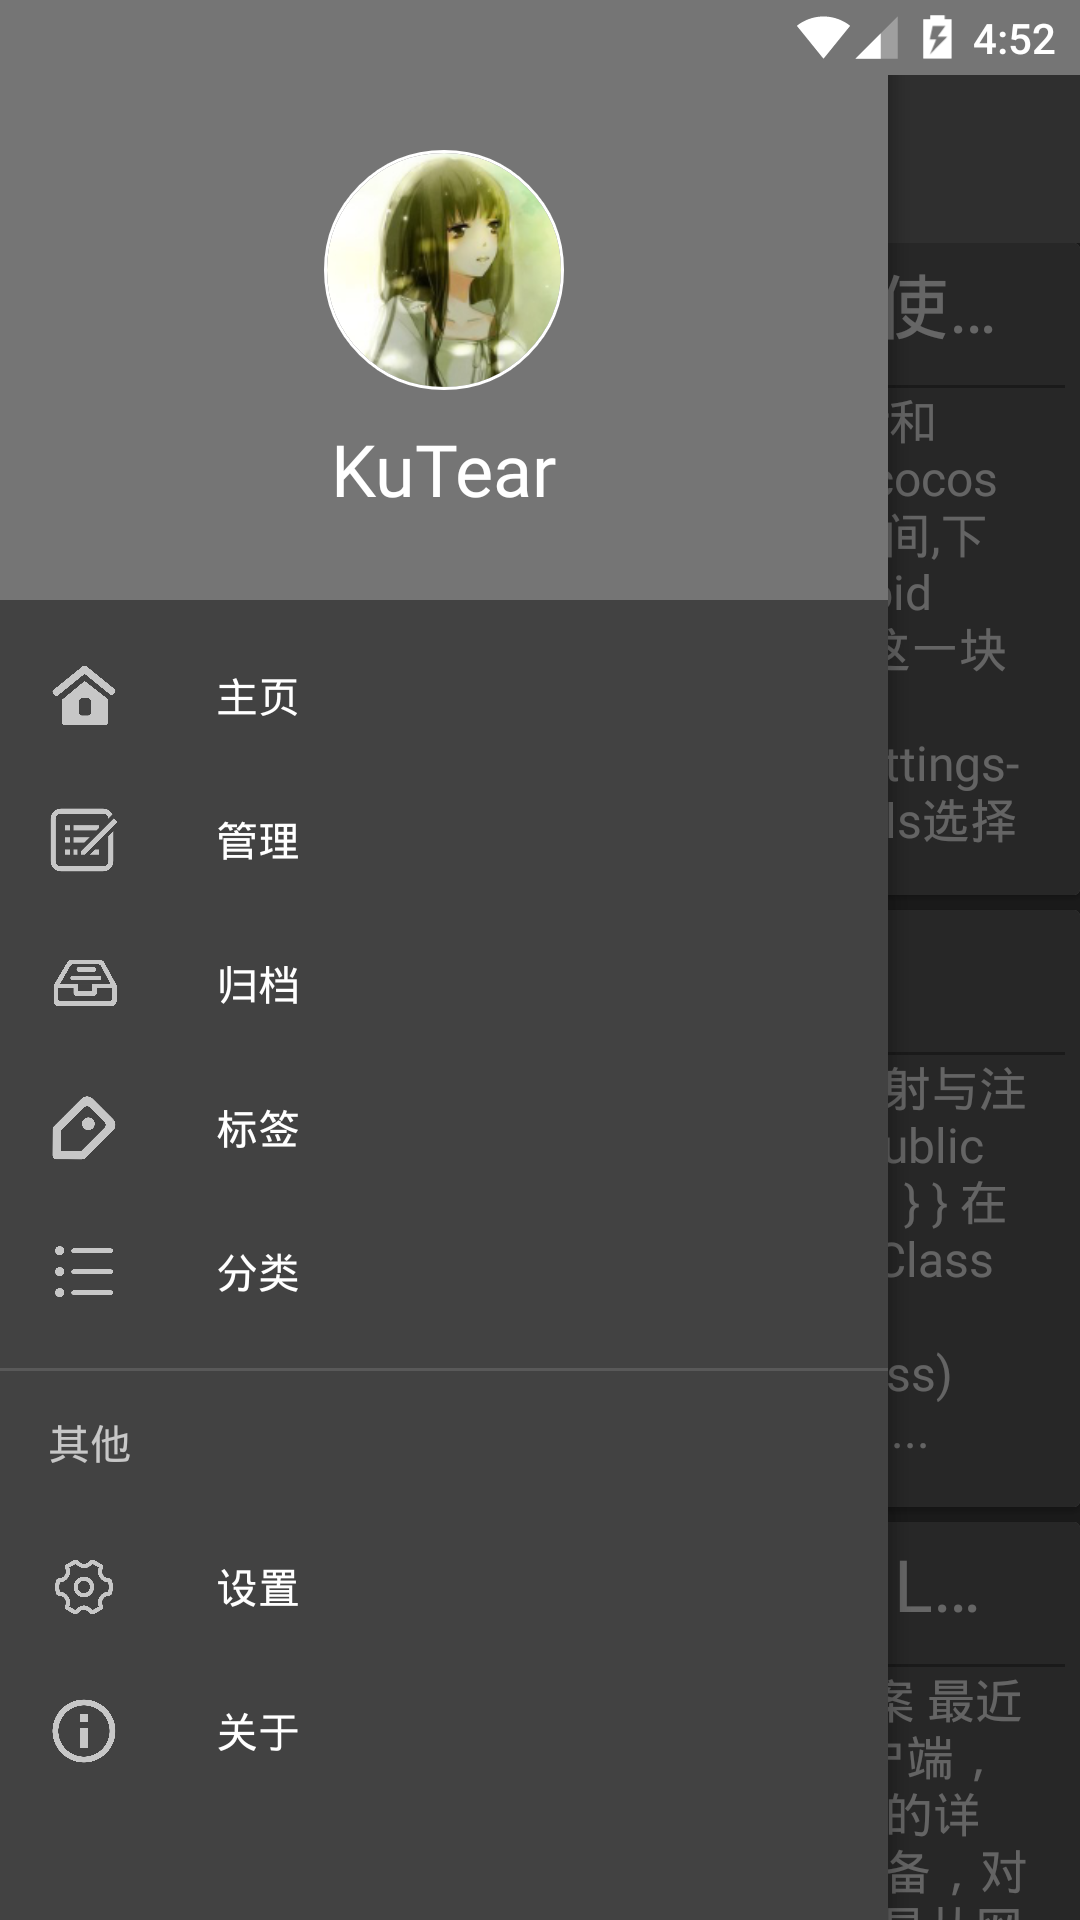 4:52
KuTear
主页
管理
归档
标签
分类
其他
设置
关于
使...
和
cocos
间,下
oid
这一块
ttings-
ls选择
射与注
ublic
} } 在
Class
ss)
...
L...
案 最近
户端，
的详
备，对